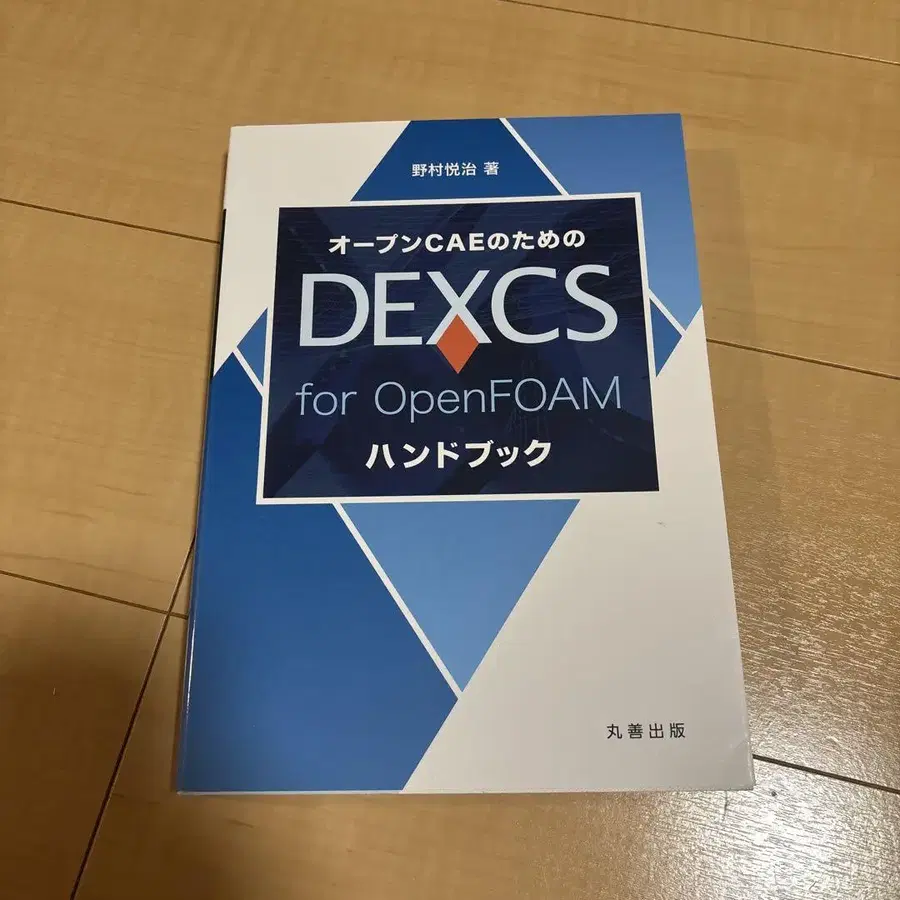 野村悦治 著
オープンCAEのための
DEXCS
for OpenFOAM
ハンドブック
丸善出版